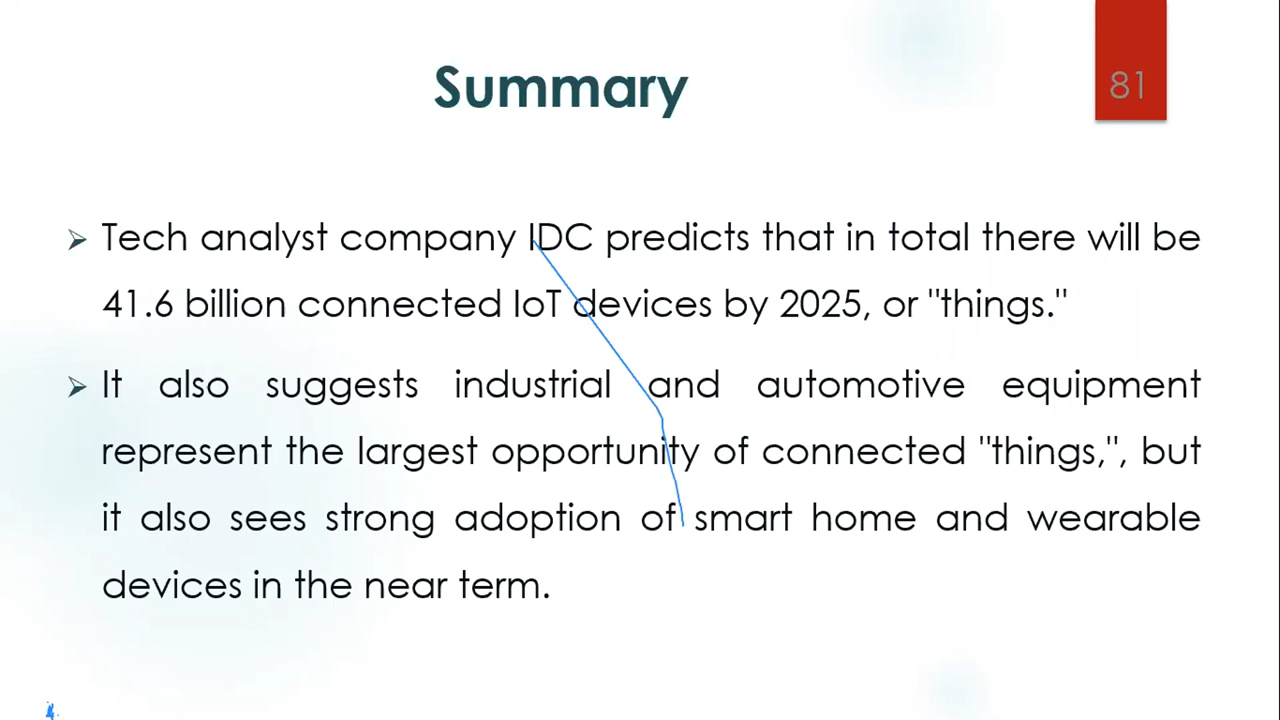 Summary
81
➢ Tech analyst company IDC predicts that in total there will be
41.6 billion connected IoT devices by 2025, or "things."
➢ It also suggests industrial and automotive equipment
represent the largest opportunity of connected "things,", but
it also sees strong adoption of smart home and wearable
devices in the near term.